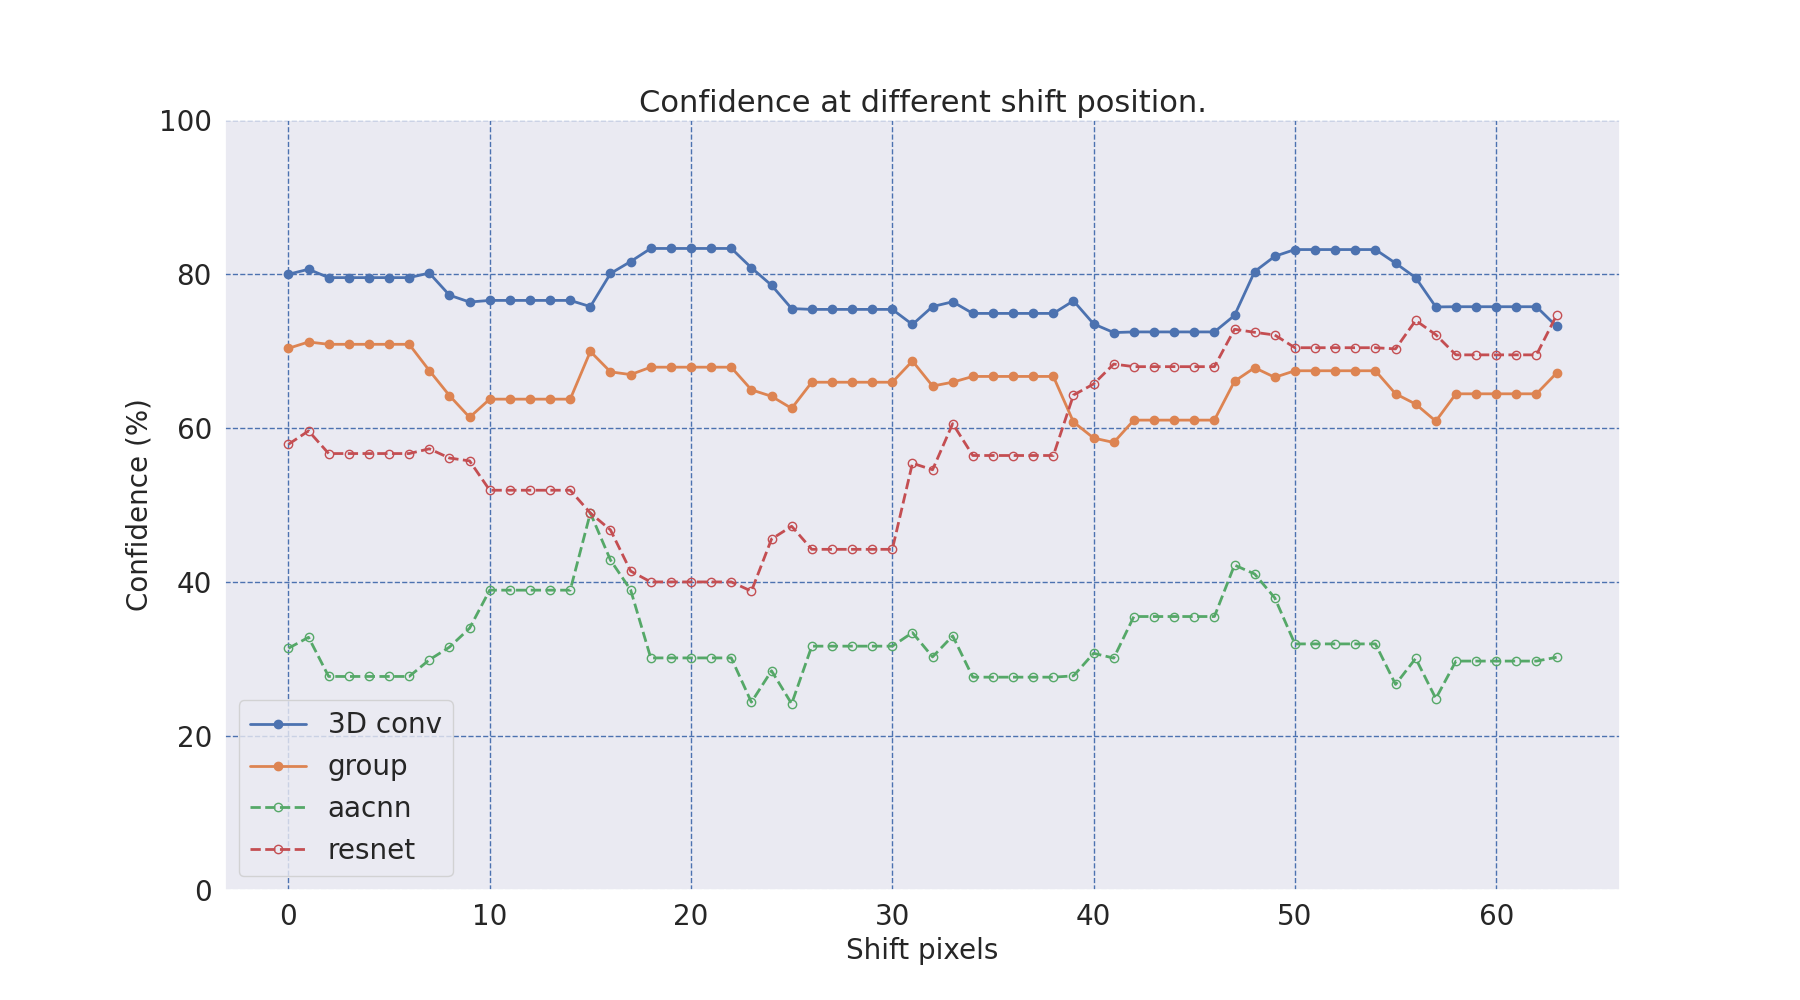 Confidence at different shift position.
100
80
60
40
20
0
Confidence (%)
3D conv
group
aacnn
resnet
0 10 20 30 40 50 60
Shift pixels